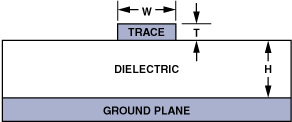 W
TRACE
T
DIELECTRIC
H
GROUND PLANE